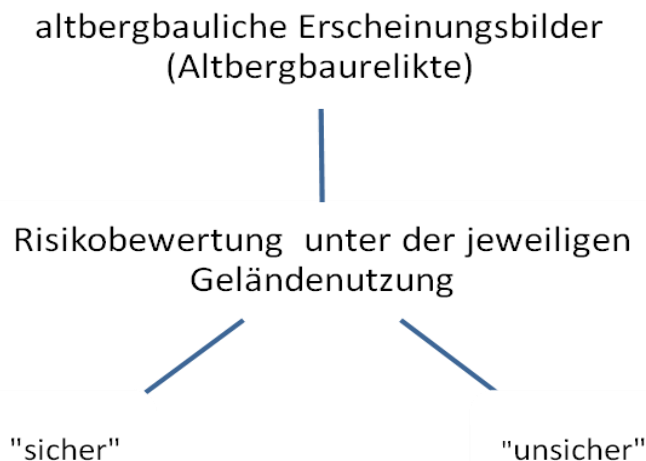 altbergbauliche Erscheinungsbilder
(Altbergbaurelikte)
Risikobewertung unter der jeweiligen
Geländenutzung
"sicher"
"unsicher"